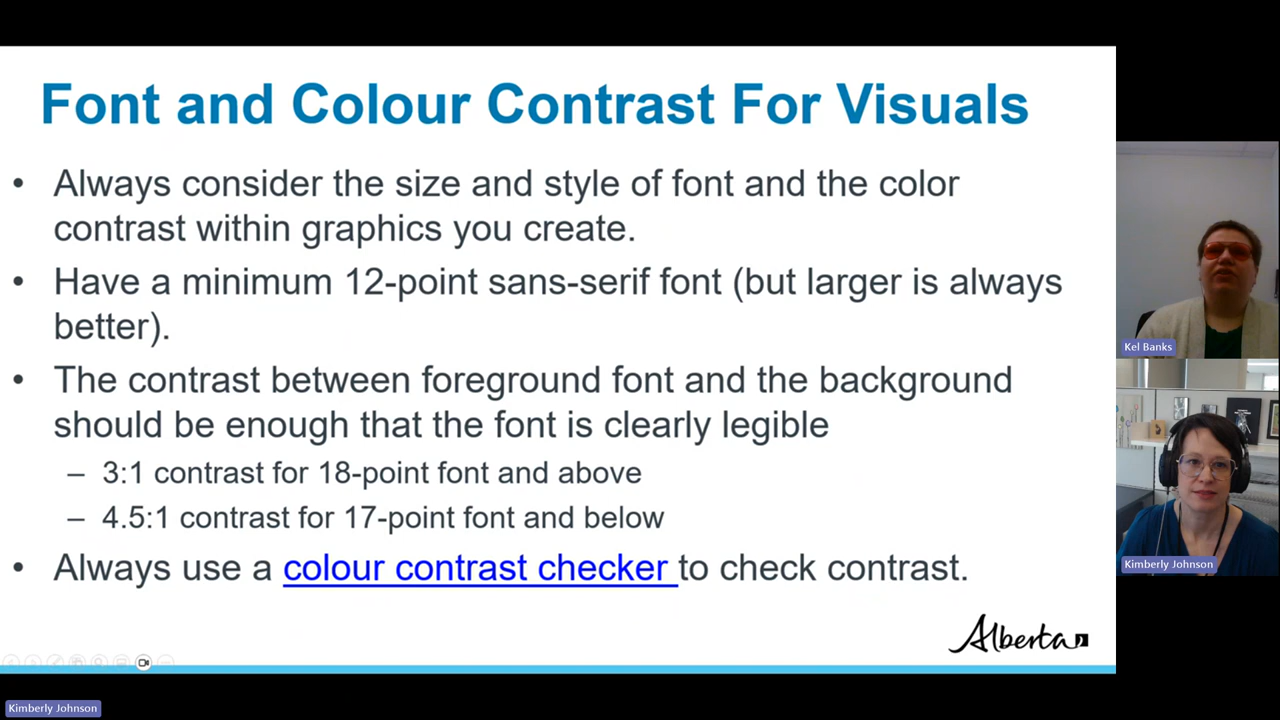 Font and Colour Contrast For Visuals
• Always consider the size and style of font and the color
contrast within graphics you create.
• Have a minimum 12-point sans-serif font (but larger is always
better).
• The contrast between foreground font and the background
should be enough that the font is clearly legible
– 3:1 contrast for 18-point font and above
– 4.5:1 contrast for 17-point font and below
• Always use a colour contrast checker to check contrast.
Alberta
Kel Banks
Kimberly Johnson
Kimberly Johnson